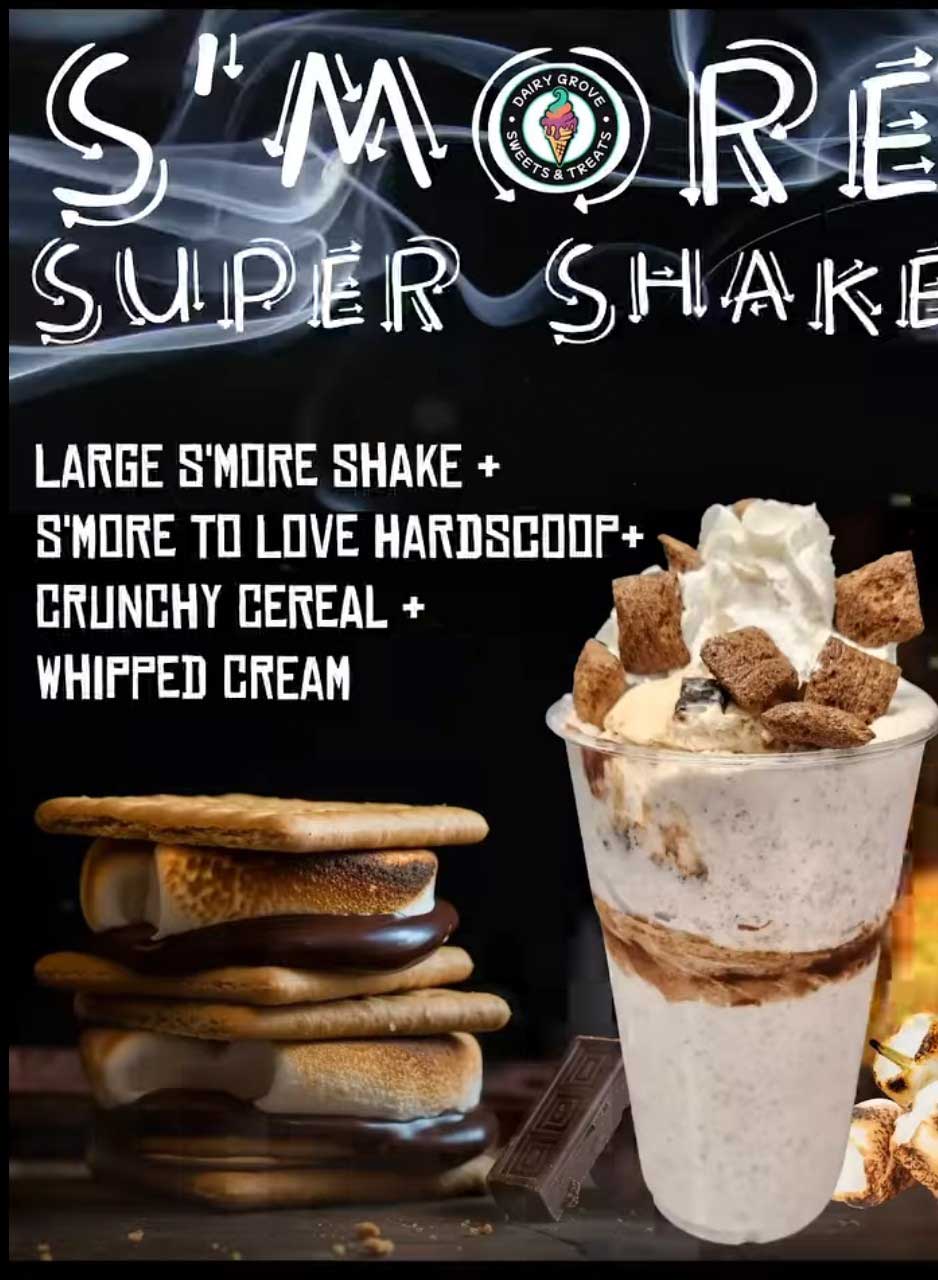 S'MORE
SUPER SHAKE
DAIRY GROVE
SWEETS & TREATS
LARGE S'MORE SHAKE +
S'MORE TO LOVE HARDSCOOP+
CRUNCHY CEREAL +
WHIPPED CREAM